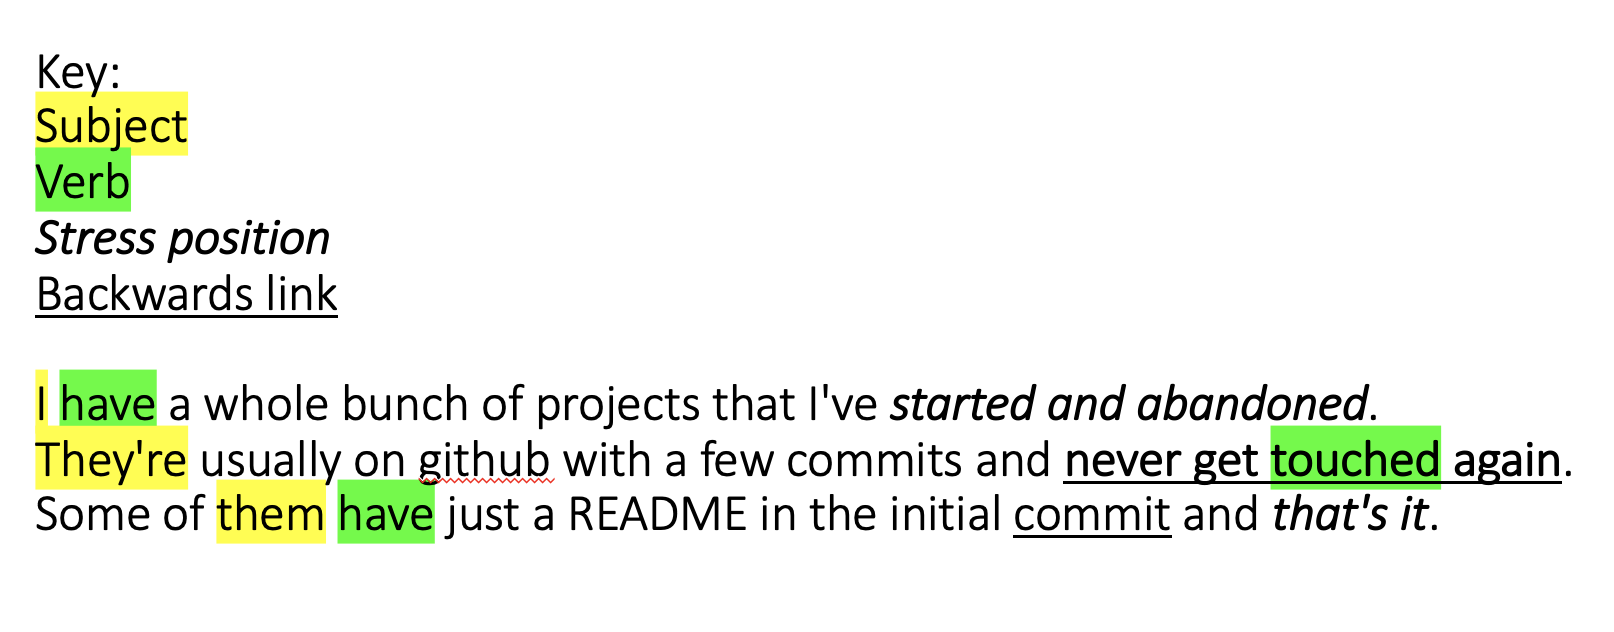 Key:
Subject
Verb
Stress position
Backwards link
I have a whole bunch of projects that I've started and abandoned.
They're usually on github with a few commits and never get touched again.
Some of them have just a README in the initial commit and that's it.